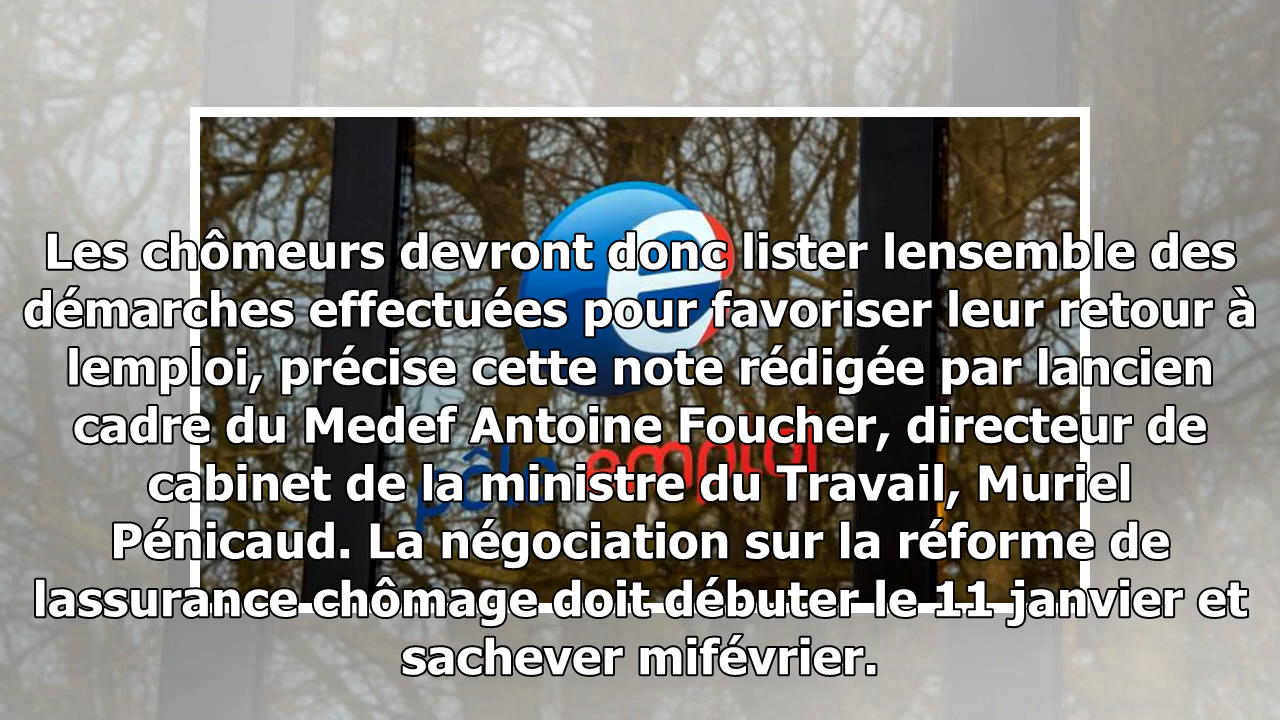 Les chômeurs devront donc lister lensemble des
démarches effectuées pour favoriser leur retour à
lemploi, précise cette note rédigée par lancien
cadre du Medef Antoine Foucher, directeur de
cabinet de la ministre du Travail, Muriel
Pénicaud. La négociation sur la réforme de
lassurance chômage doit débuter le 11 janvier et
sachever mifévrier.
pôle emploi